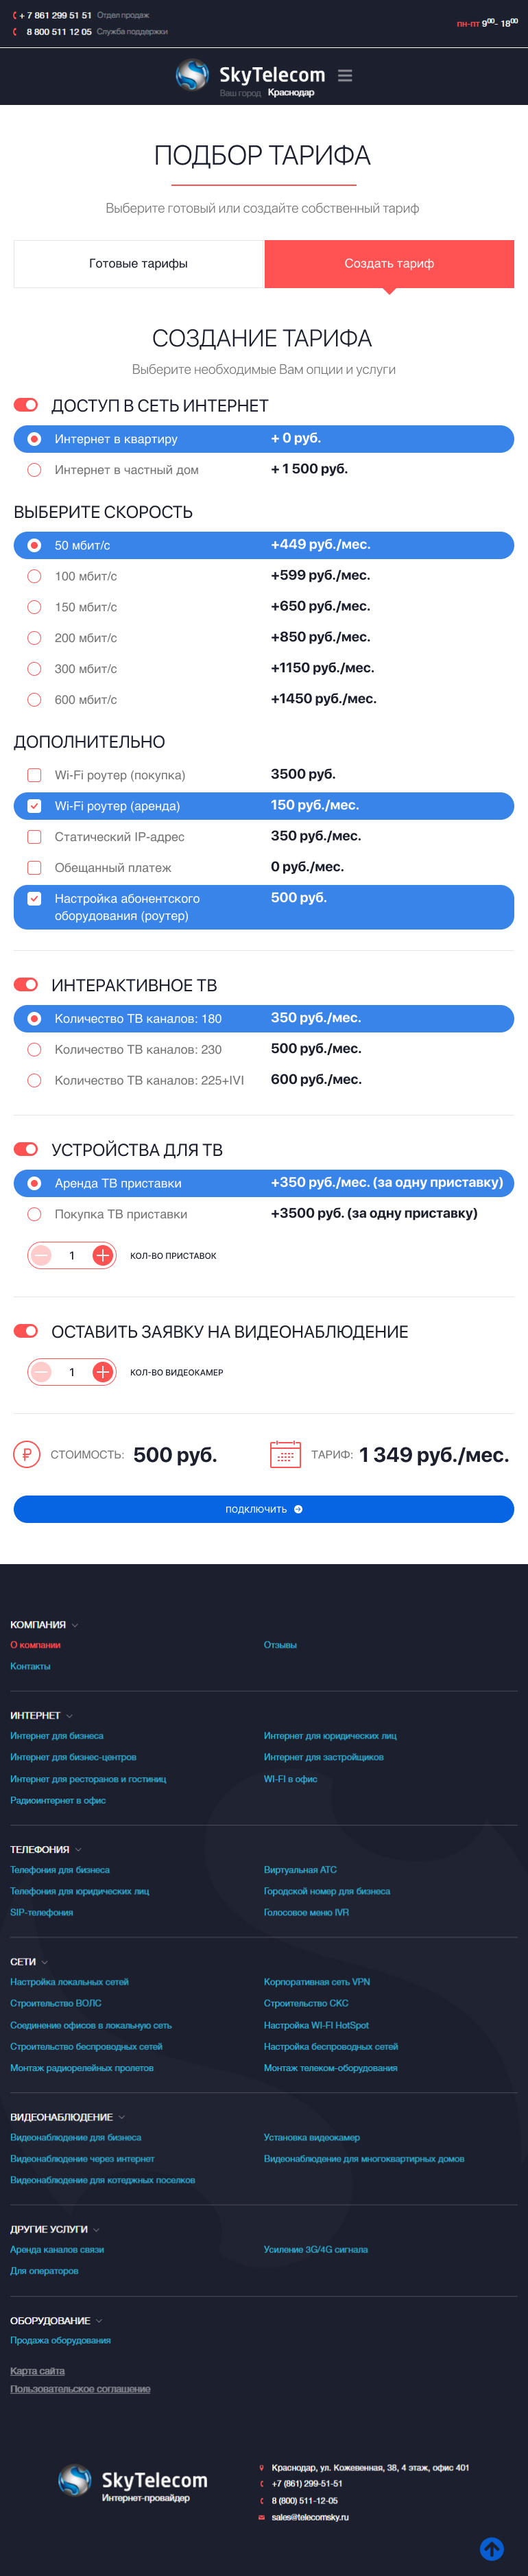 + 7 861 299 51 51 Отдел продаж
8 800 511 12 05 Служба поддержки
пн-пт 9⁰⁰- 18⁰⁰
SkyTelecom
Ваш город Краснодар
ПОДБОР ТАРИФА
Выберите готовый или создайте собственный тариф
Готовые тарифы
Создать тариф
СОЗДАНИЕ ТАРИФА
Выберите необходимые Вам опции и услуги
ДОСТУП В СЕТЬ ИНТЕРНЕТ
Интернет в квартиру + 0 руб.
Интернет в частный дом + 1 500 руб.
ВЫБЕРИТЕ СКОРОСТЬ
50 мбит/с +449 руб./мес.
100 мбит/с +599 руб./мес.
150 мбит/с +650 руб./мес.
200 мбит/с +850 руб./мес.
300 мбит/с +1150 руб./мес.
600 мбит/с +1450 руб./мес.
ДОПОЛНИТЕЛЬНО
Wi-Fi роутер (покупка) 3500 руб.
Wi-Fi роутер (аренда) 150 руб./мес.
Статический IP-адрес 350 руб./мес.
Обещанный платеж 0 руб./мес.
Настройка абонентского 500 руб.
оборудования (роутер)
ИНТЕРАКТИВНОЕ ТВ
Количество ТВ каналов: 180 350 руб./мес.
Количество ТВ каналов: 230 500 руб./мес.
Количество ТВ каналов: 225+IVI 600 руб./мес.
УСТРОЙСТВА ДЛЯ ТВ
Аренда ТВ приставки +350 руб./мес. (за одну приставку)
Покупка ТВ приставки +3500 руб. (за одну приставку)
1 КОЛ-ВО ПРИСТАВОК
ОСТАВИТЬ ЗАЯВКУ НА ВИДЕОНАБЛЮДЕНИЕ
1 КОЛ-ВО ВИДЕОКАМЕР
СТОИМОСТЬ: 500 руб. ТАРИФ: 1 349 руб./мес.
ПОДКЛЮЧИТЬ
КОМПАНИЯ
О компании Отзывы
Контакты
ИНТЕРНЕТ
Интернет для бизнеса Интернет для юридических лиц
Интернет для бизнес-центров Интернет для застройщиков
Интернет для ресторанов и гостиниц WI-FI в офис
Радиоинтернет в офис
ТЕЛЕФОНИЯ
Телефония для бизнеса Виртуальная АТС
Телефония для юридических лиц Городской номер для бизнеса
SIP-телефония Голосовое меню IVR
СЕТИ
Настройка локальных сетей Корпоративная сеть VPN
Строительство ВОЛС Строительство СКС
Соединение офисов в локальную сеть Настройка WI-FI HotSpot
Строительство беспроводных сетей Настройка беспроводных сетей
Монтаж радиорелейных пролетов Монтаж телеком-оборудования
ВИДЕОНАБЛЮДЕНИЕ
Видеонаблюдение для бизнеса Установка видеокамер
Видеонаблюдение через интернет Видеонаблюдение для многоквартирных домов
Видеонаблюдение для котеджных поселков
ДРУГИЕ УСЛУГИ
Аренда каналов связи Усиление 3G/4G сигнала
Для операторов
ОБОРУДОВАНИЕ
Продажа оборудования
Карта сайта
Пользовательское соглашение
SkyTelecom
Интернет-провайдер
Краснодар, ул. Кожевенная, 38, 4 этаж, офис 401
+7 (861) 299-51-51
8 (800) 511-12-05
sales@telecomsky.ru